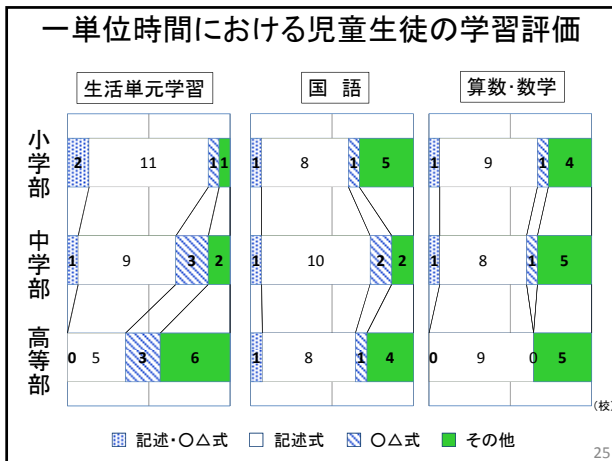 一単位時間における児童生徒の学習評価
生活単元学習
国 語
算数・数学
小学部
2 11 1 1
1 8 1 5
1 9 1 4
中学部
1 9 3 2
1 10 2 2
1 8 1 5
高等部
0 5 3 6
1 8 1 4
0 9 0 5
(校)
記述・〇△式 記述式 〇△式 その他
25